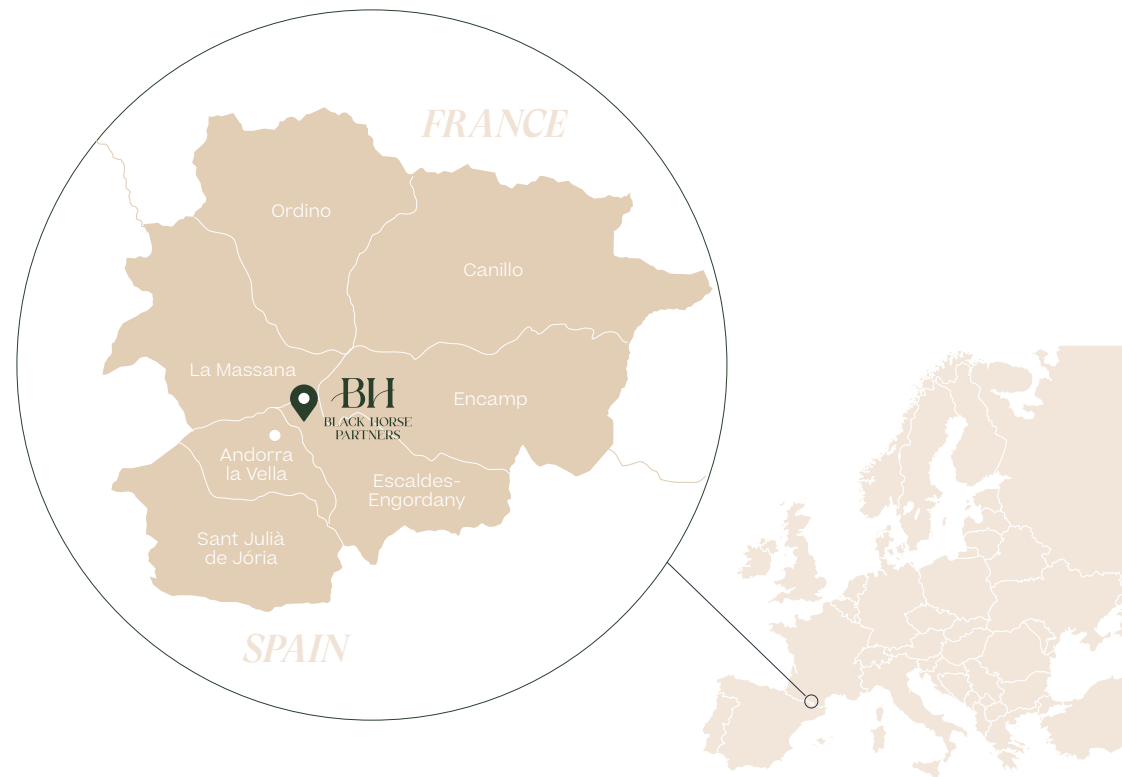 FRANCE
Ordino
Canillo
La Massana
BH
BLACK HORSE
PARTNERS
Encamp
Andorra
la Vella
Escaldes-
Engordany
Sant Julià
de Jória
SPAIN